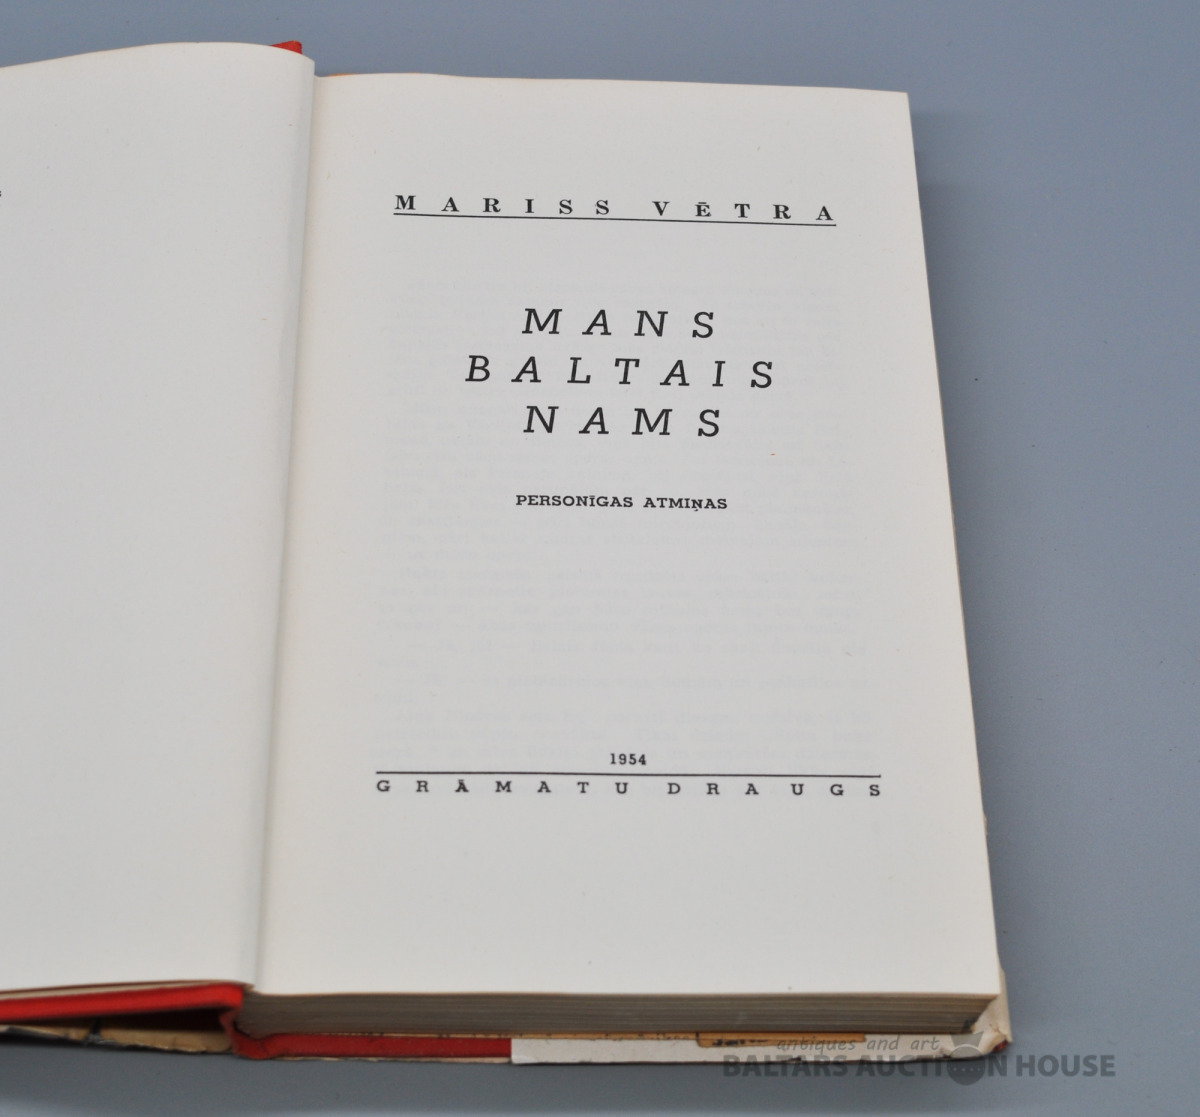 MARISS VĒTRA
MANS
BALTAIS
NAMS
PERSONĪGAS ATMIŅAS
1954
GRĀMATU DRAUGS
antiques and art
BALTARS AUCTION HOUSE